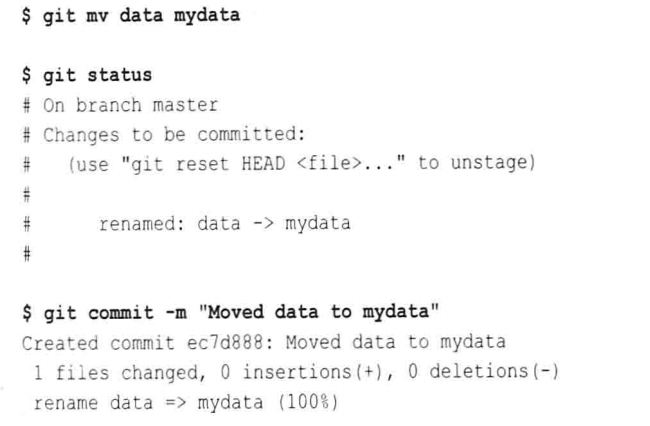 $ git mv data mydata
$ git status
# On branch master
# Changes to be committed:
#   (use "git reset HEAD <file>..." to unstage)
#
#       renamed: data -> mydata
#
$ git commit -m "Moved data to mydata"
Created commit ec7d888: Moved data to mydata
 1 files changed, 0 insertions(+), 0 deletions(-)
 rename data => mydata (100%)